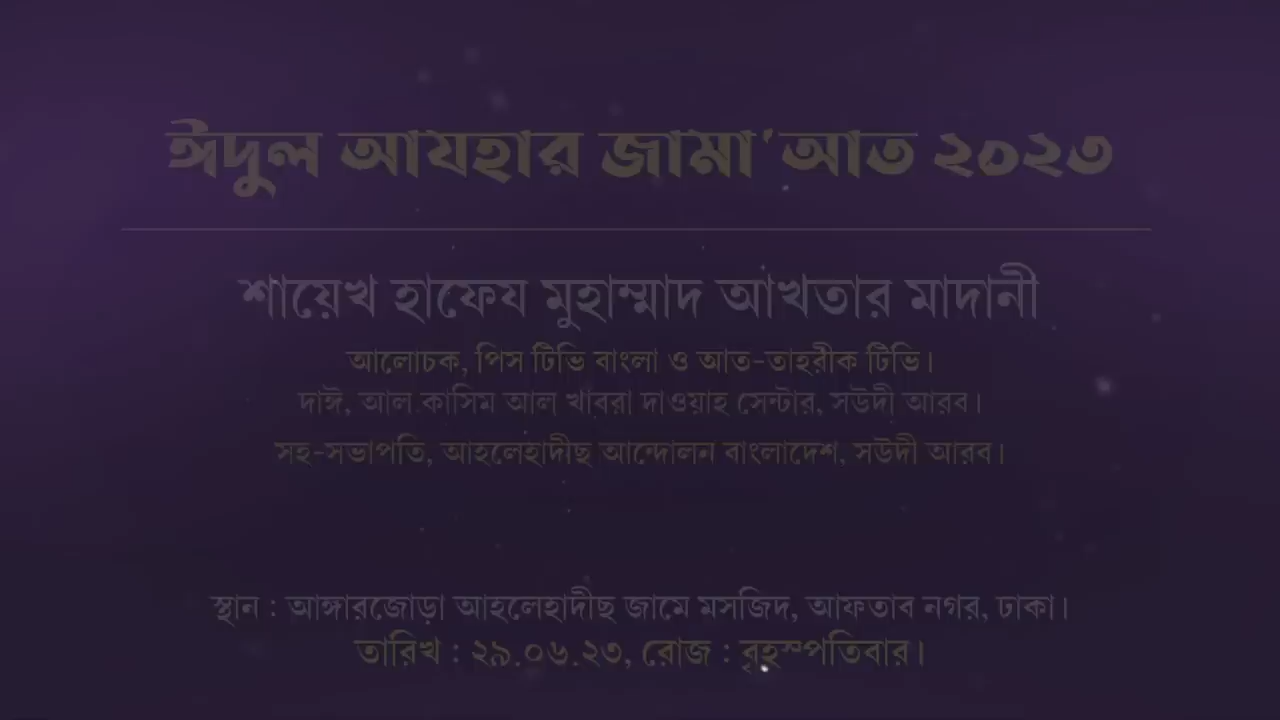 ঈদুল আযহার জামা'আত ২০২৩
শায়েখ হাফেয মুহাম্মাদ আখতার মাদানী
আলোচক, পিস টিভি বাংলা ও আত-তাহরীক টিভি।
দাঈ, আল কাসিম আল খাবরা দাওয়াহ সেন্টার, সউদী আরব।
সহ-সভাপতি, আহলেহাদীছ আন্দোলন বাংলাদেশ, সউদী আরব।
স্থান : আঙ্গারজোড়া আহলেহাদীছ জামে মসজিদ, আফতাব নগর, ঢাকা।
তারিখ : ২৯.০৬.২৩, রোজ : বৃহস্পতিবার।